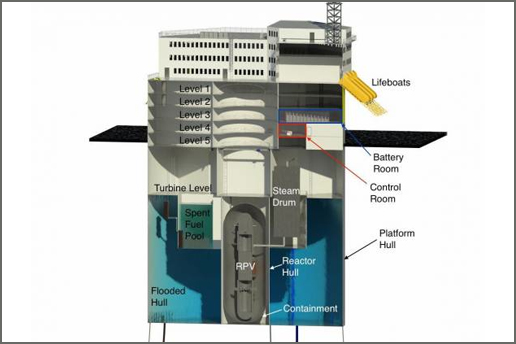 Level 1
Level 2
Level 3
Level 4
Level 5
Lifeboats
Battery
Room
Control
Room
Turbine Level
Steam
Drum
Spent
Fuel
Pool
Platform
Hull
RPV
Reactor
Hull
Flooded
Hull
Containment